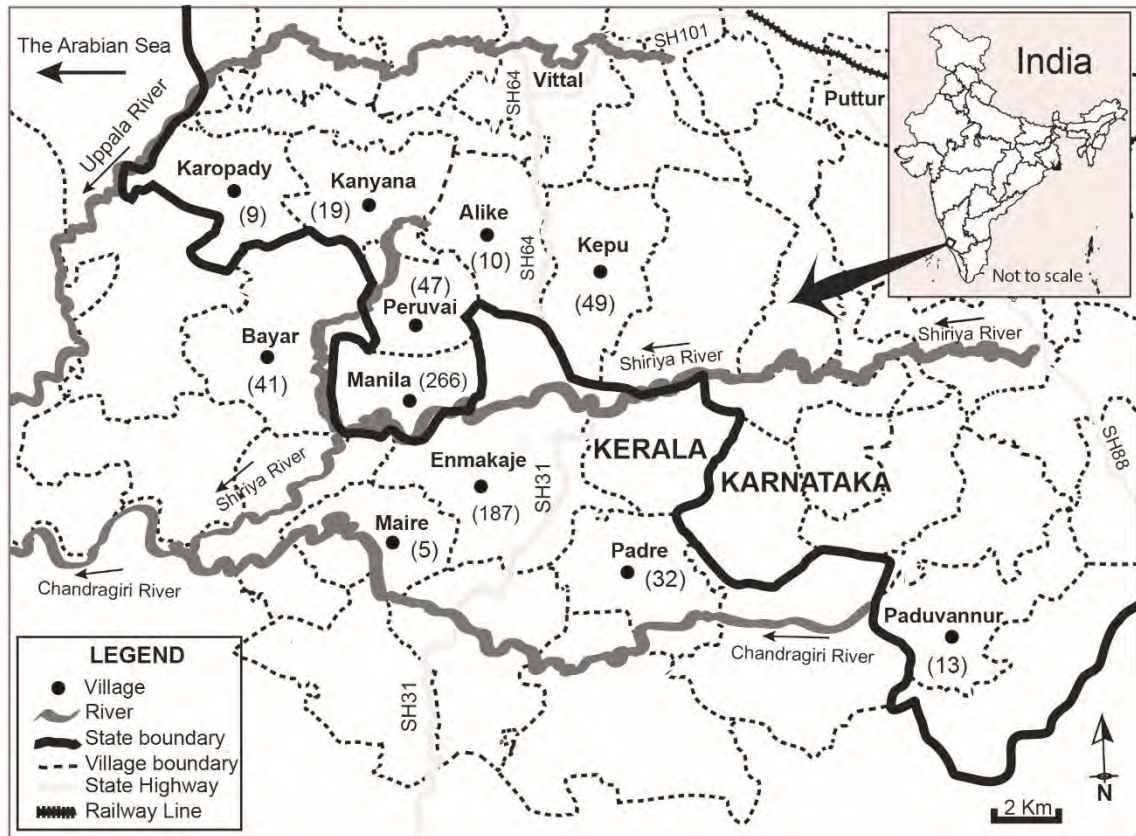 The Arabian Sea
Uppala River
SH101
Vittal
SH64
Puttur
India
Not to scale
Karopady
(9)
Kanyana
(19)
Alike
(10)
SH64
Kepu
(49)
(47)
Peruvai
Bayar
(41)
Manila (266)
Shiriya River
Shiriya River
Enmakaje
(187)
KERALA
KARNATAKA
SH88
SH31
Shiriya River
Maire
(5)
Padre
(32)
Chandragiri River
Paduvannur
(13)
Chandragiri River
SH31
LEGEND
Village
River
State boundary
Village boundary
State Highway
Railway Line
N
2 Km